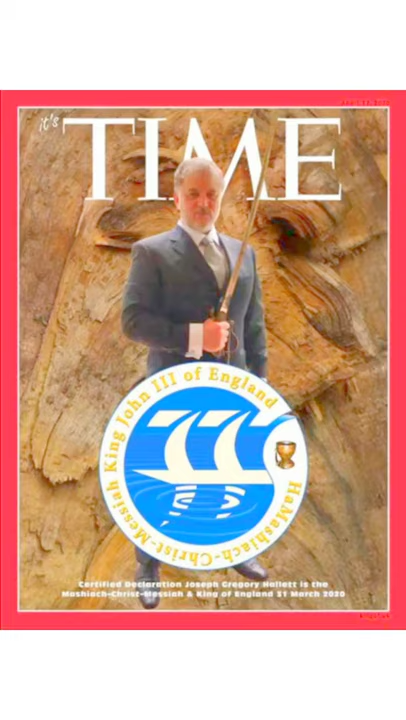 it's
TIME
HaMashiach-Christ-Messiah King John III of England
Certified Declaration Joseph Gregory Hallett is the
Mashiach-Christ-Messiah & King of England 31 March 2020